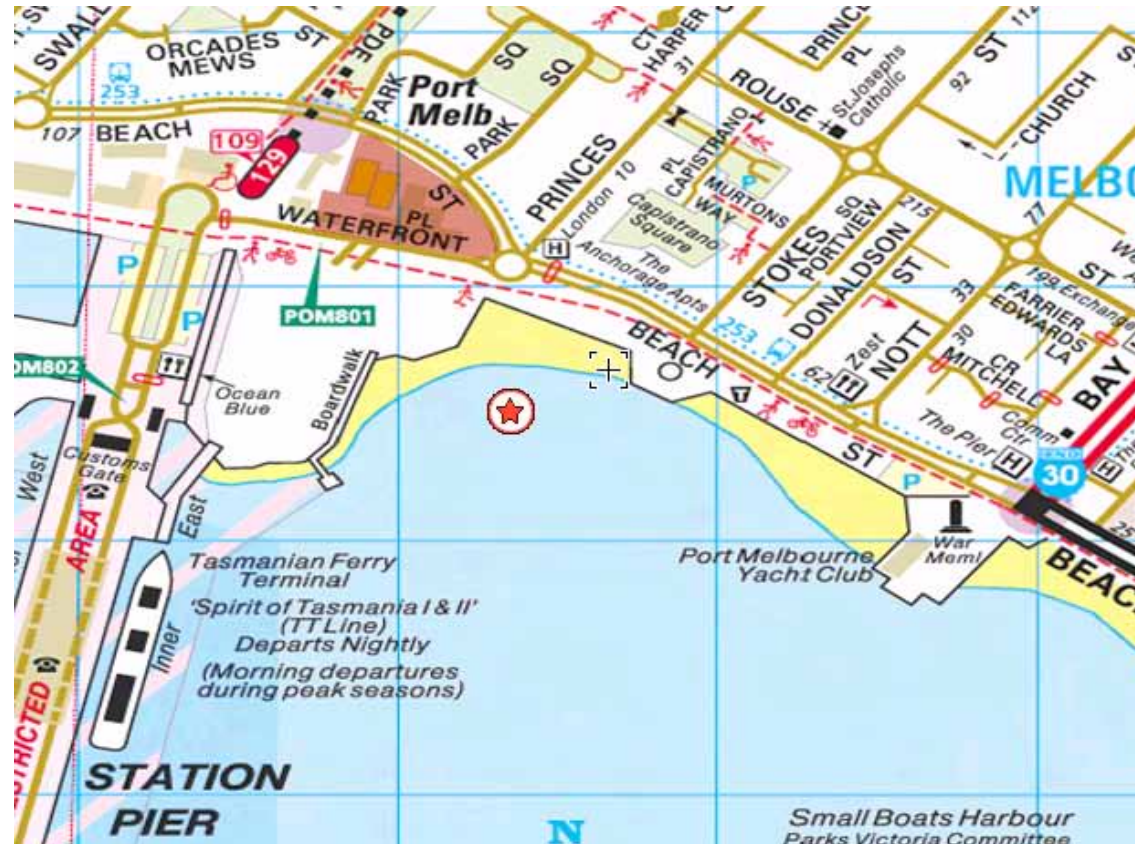 SWALL
ORCADES
MEWS
ST
PDE
PARK
253
107 BEACH
109
129
Port
Melb
SQ
SQ
PARK
ST
PL
WATERFRONT
CT
HARPER
31
PRINCES
London 10
H
PL
CAPISTRANO
MURTONS
WAY
P
Capistrano
Square
The
Anchorage Apts
ROUSE
PL
St.Josephs
Catholic
92
ST
112
CHURCH
MELBO
STOKES
SQ
PORTVIEW
215
DONALDSON
ST
77
ST
199 Exchange
FARRIER
EDWARDS
LA
33
30
CR
MITCHELL
NOTT
Zest
62
253
BAY
Comm
Ctr
The Pier
H
H
30
25
P
P
POM801
OM802
Ocean
Blue
Boardwalk
BEACH
ST
P
War
Meml
BEACH
Port Melbourne
Yacht Club
Customs
Gate
West
AREA
East
Inner
Tasmanian Ferry
Terminal
'Spirit of Tasmania I & II'
(TT Line)
Departs Nightly
(Morning departures
during peak seasons)
STRICTED
STATION
PIER
N
Small Boats Harbour
Parks Victoria Committee